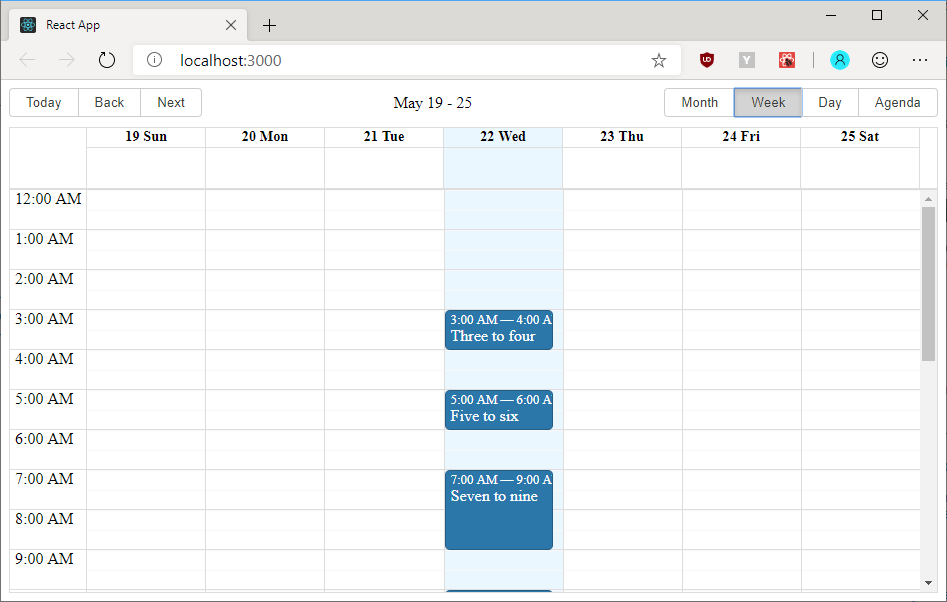 React App
localhost:3000
UD
Y
Today Back Next May 19 - 25 Month Week Day Agenda
19 Sun 20 Mon 21 Tue 22 Wed 23 Thu 24 Fri 25 Sat
12:00 AM
1:00 AM
2:00 AM
3:00 AM
3:00 AM — 4:00 A
Three to four
4:00 AM
5:00 AM
5:00 AM — 6:00 A
Five to six
6:00 AM
7:00 AM
7:00 AM — 9:00 A
Seven to nine
8:00 AM
9:00 AM